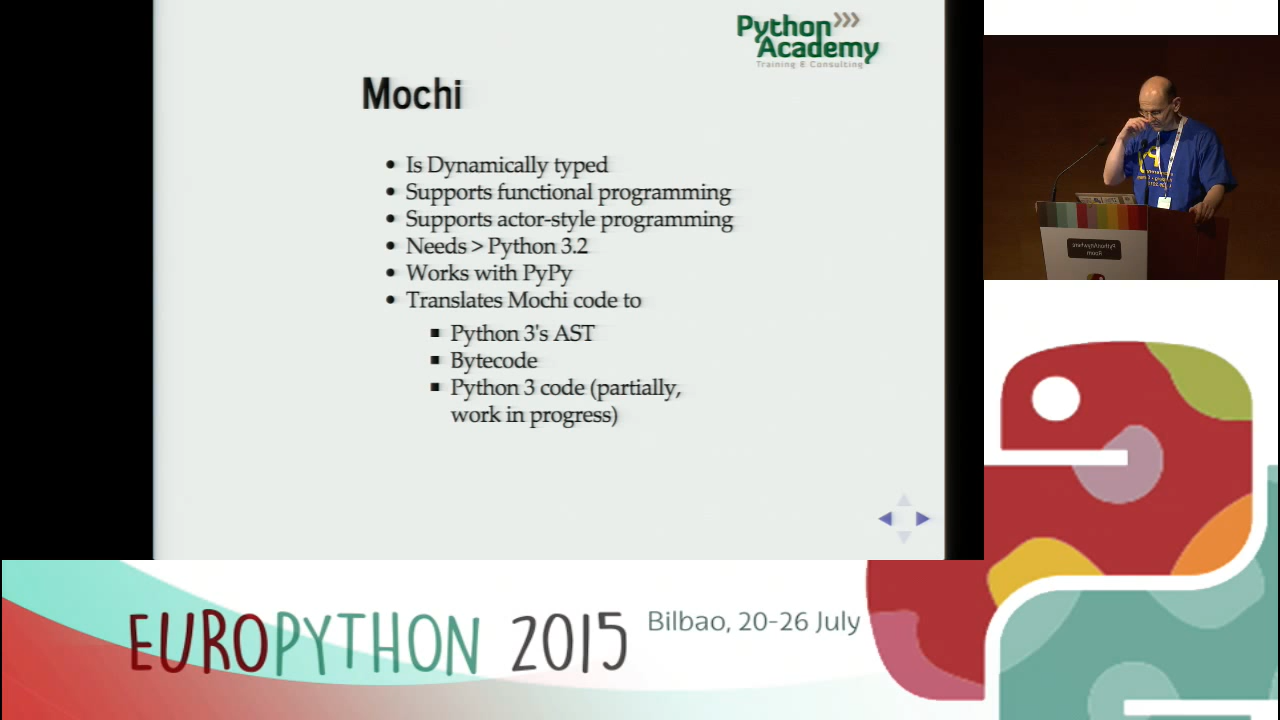 Python
Academy
Training & Consulting
Mochi
• Is Dynamically typed
• Supports functional programming
• Supports actor-style programming
• Needs > Python 3.2
• Works with PyPy
• Translates Mochi code to
▪ Python 3's AST
▪ Bytecode
▪ Python 3 code (partially,
work in progress)
PythonAnywhere
Room
EUROPYTHON 2015
Bilbao, 20-26 July